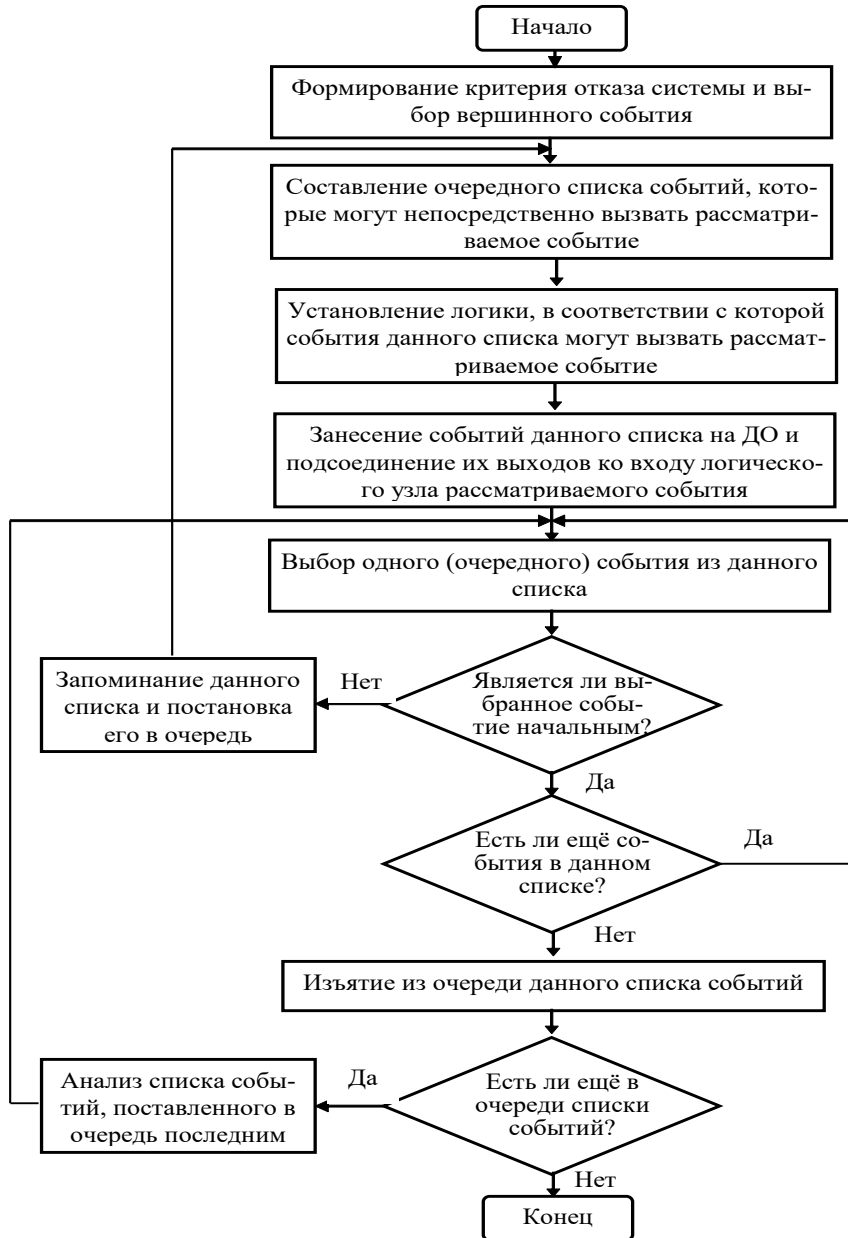 Начало
Формирование критерия отказа системы и вы-
бор вершинного события
Составление очередного списка событий, кото-
рые могут непосредственно вызвать рассматри-
ваемое событие
Установление логики, в соответствии с которой
события данного списка могут вызвать рассмат-
риваемое событие
Занесение событий данного списка на ДО и
подсоединение их выходов ко входу логическо-
го узла рассматриваемого события
Выбор одного (очередного) события из данного
списка
Является ли вы-
бранное собы-
тие начальным?
Нет
Запоминание данного
списка и постановка
его в очередь
Да
Есть ли ещё со-
бытия в данном
списке?
Да
Нет
Изъятие из очереди данного списка событий
Есть ли ещё в
очереди списки
событий?
Да
Анализ списка собы-
тий, поставленного в
очередь последним
Нет
Конец